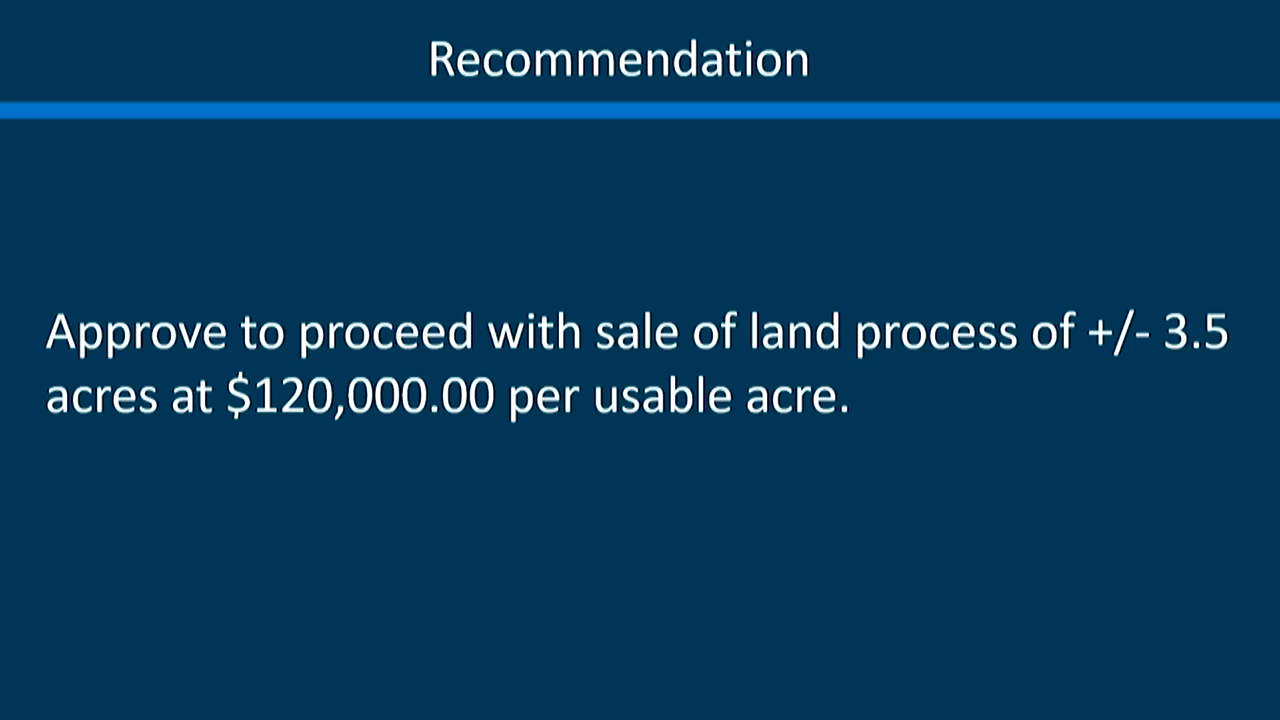 Recommendation
Approve to proceed with sale of land process of +/- 3.5
acres at $120,000.00 per usable acre.